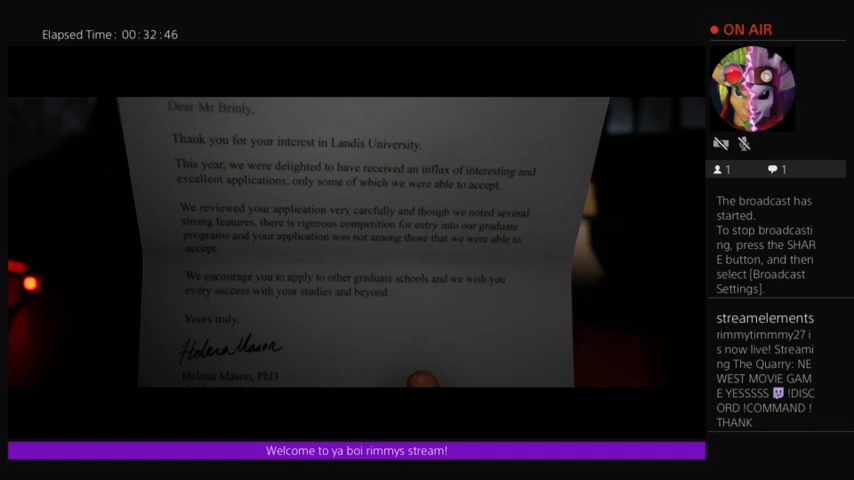 Elapsed Time: 00:32:46
ON AIR
Dear Mr Brinly,
Thank you for your interest in Landis University.
This year, we were delighted to have received an influx of interesting and
excellent applications, only some of which we were able to accept.
We reviewed your application very carefully and though we noted several
strong features, there is rigorous competition for entry into our graduate
programs and your application was not among those that we were able to
accept.
We encourage you to apply to other graduate schools and we wish you
every success with your studies and beyond.
Yours truly,
Helena Mason
Helena Mason, PhD
1
1
The broadcast has
started.
To stop broadcasti
ng, press the SHAR
E button, and then
select [Broadcast
Settings].
streamelements
rimmytimmmy27 i
s now live! Streami
ng The Quarry: NE
WEST MOVIE GAM
E YESSSSS !DISC
ORD !COMMAND !
THANK
Welcome to ya boi rimmys stream!